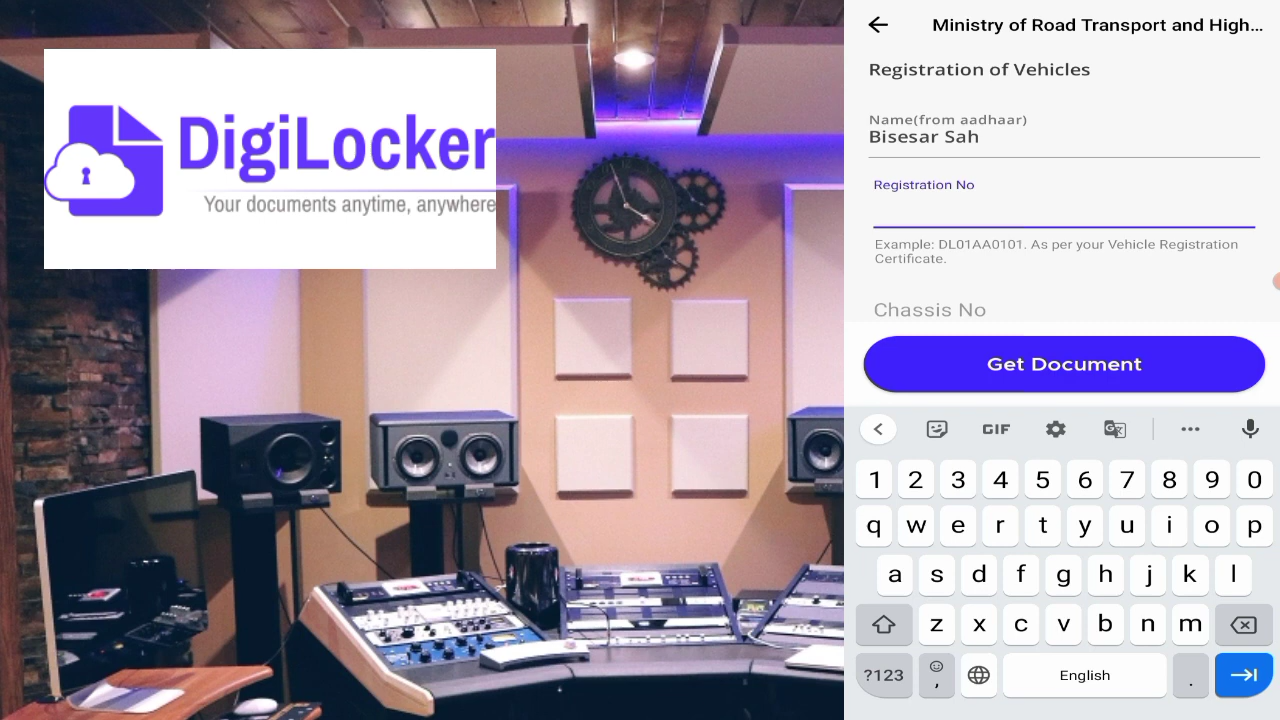 DigiLocker
Your documents anytime, anywhere
Ministry of Road Transport and High...
Registration of Vehicles
Name(from aadhaar)
Bisesar Sah
Registration No
Example: DL01AA0101. As per your Vehicle Registration
Certificate.
Chassis No
Get Document
GIF
1 2 3 4 5 6 7 8 9 0
q w e r t y u i o p
a s d f g h j k l
z x c v b n m
?123 , English .